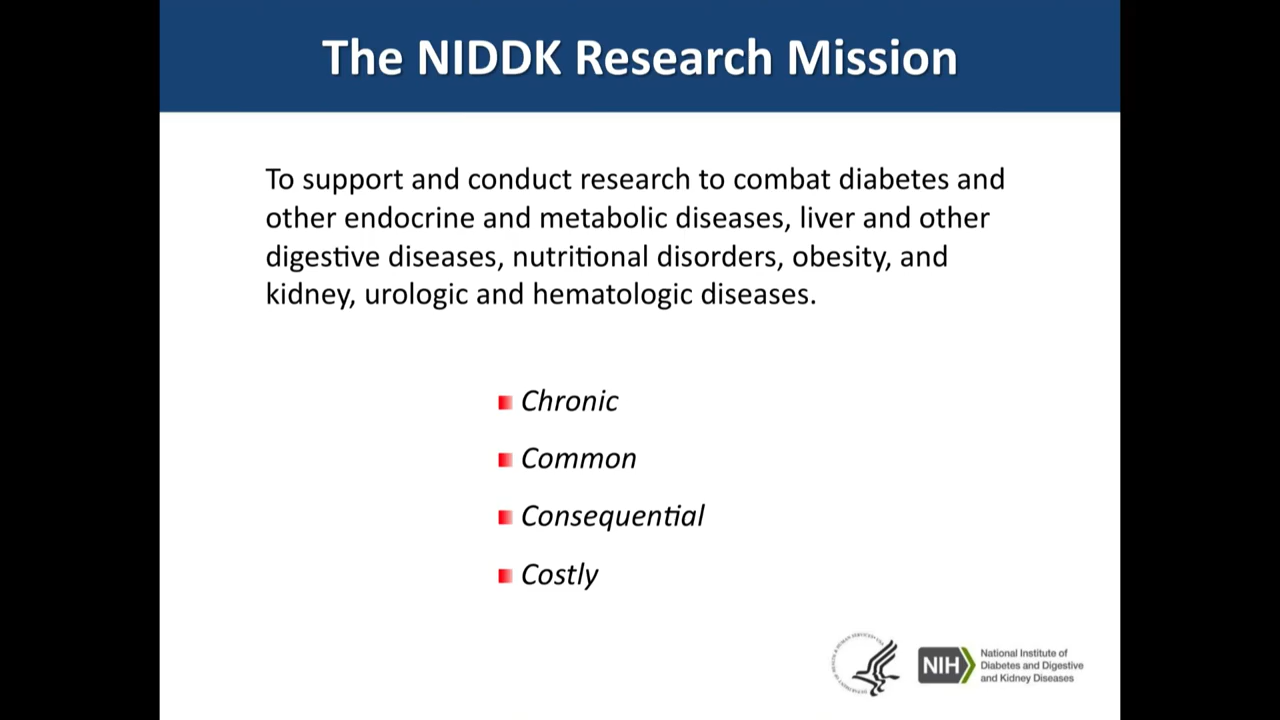 The NIDDK Research Mission
To support and conduct research to combat diabetes and
other endocrine and metabolic diseases, liver and other
digestive diseases, nutritional disorders, obesity, and
kidney, urologic and hematologic diseases.
Chronic
Common
Consequential
Costly
NIH
National Institute of
Diabetes and Digestive
and Kidney Diseases